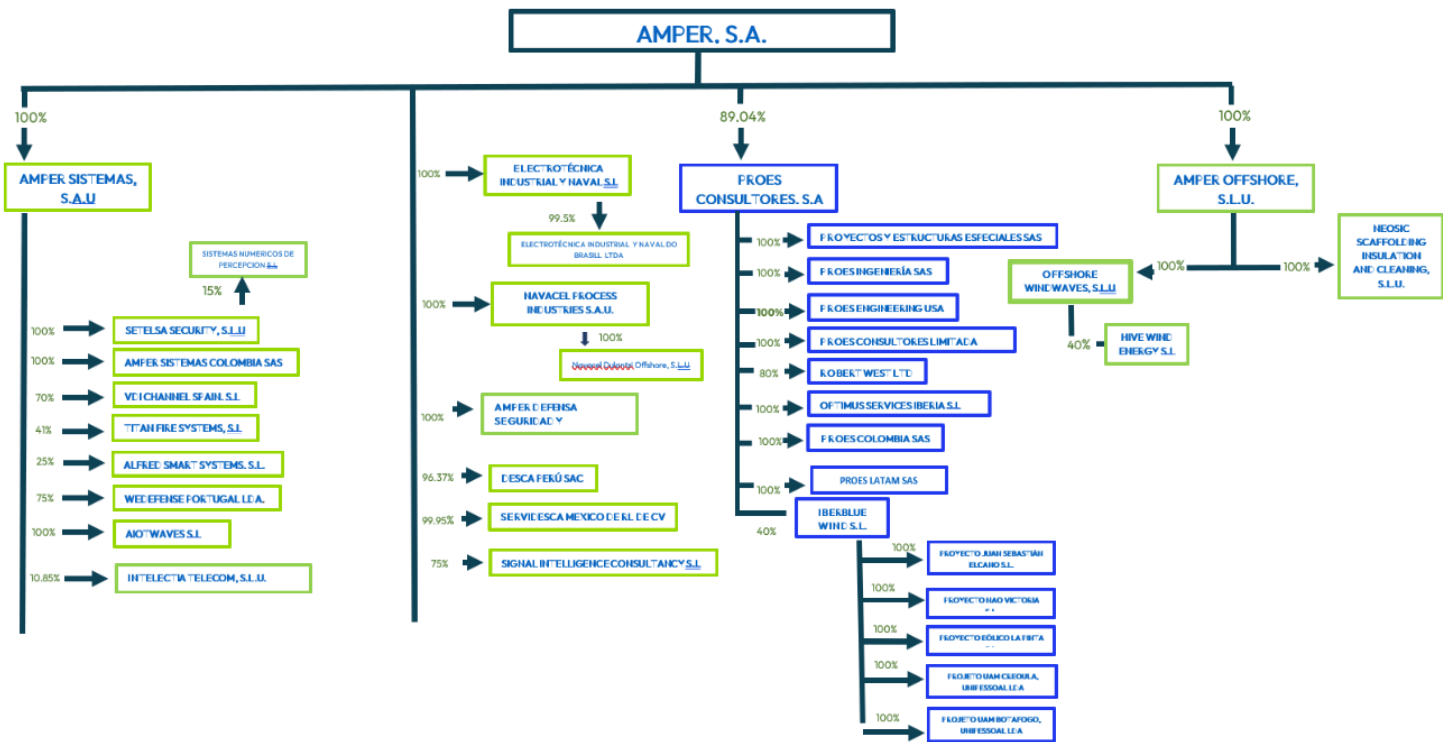 AMPER, S.A.
100%
AMPER SISTEMAS,
S.A.U
SISTEMAS NUMERICOS DE
PERCEPCION S.L.
15%
100%
SETELSA SECURITY, S.L.U
100%
AMPER SISTEMAS COLOMBIA SAS
70%
VDI CHANNEL SPAIN. S.L
41%
TITAN FIRE SYSTEMS, S.L
25%
ALFRED SMART SYSTEMS. S.L.
75%
WEDEFENSE PORTUGAL LDA.
100%
AIOTWAVES S.L
10.85%
INTELECTIA TELECOM, S.L.U.
100%
ELECTROTÉCNICA
INDUSTRIAL Y NAVAL S.L
99.5%
ELECTROTÉCNICA INDUSTRIAL Y NAVAL DO
BRASILL LTDA
100%
NAVACEL PROCESS
INDUSTRIES S.A.U.
100%
Navacel Dulantzi Offshore, S.L.U
100%
AMPER DEFENSA
SEGURIDAD Y
96.37%
DESCA PERÚ SAC
99.95%
SERVIDESCA MEXICO DE RL DE CV
75%
SIGNAL INTELLIGENCE CONSULTANCY S.L
89.04%
PROES
CONSULTORES. S.A
100%
PROYECTOS Y ESTRUCTURAS ESPECIALES SAS
100%
PROES INGENIERÍA SAS
100%
PROES ENGINEERING USA
100%
PROES CONSULTORES LIMITADA
80%
ROBERT WEST LTD
100%
OPTIMUS SERVICES IBERIA S.L
100%
PROES COLOMBIA SAS
100%
PROES LATAM SAS
40%
IBERBLUE
WIND S.L.
100%
PROYECTO JUAN SEBASTIÁN
ELCANO S.L.
100%
PROYECTO NAO VICTORIA
100%
PROYECTO EÓLICO LA PINTA
100%
PROJETO UAM CREOULA,
UNIPESSOAL LDA
100%
PROJETO UAM BOTAFOGO,
UNIPESSOAL LDA
100%
AMPER OFFSHORE,
S.L.U.
100%
OFFSHORE
WINDWAVES, S.L.U
40%
HIVE WIND
ENERGY S.L
100%
NEOSIC
SCAFFOLDING
INSULATION
AND CLEANING,
S.L.U.